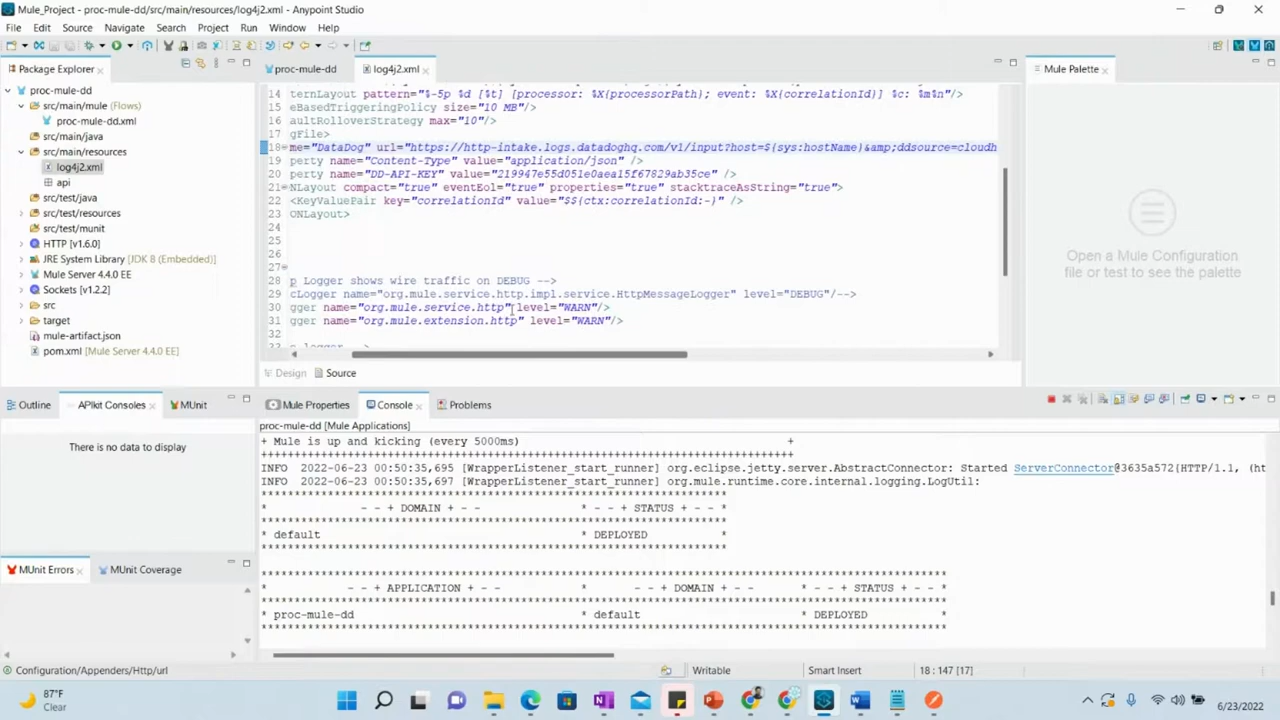 Mule_Project - proc-mule-dd/src/main/resources/log4j2.xml - Anypoint Studio
File Edit Source Navigate Search Project Run Window Help
Package Explorer
proc-mule-dd
src/main/mule (Flows)
proc-mule-dd.xml
src/main/java
src/main/resources
log4j2.xml
api
src/test/java
src/test/resources
src/test/munit
HTTP [v1.6.0]
JRE System Library [JDK 8 (Embedded)]
Mule Server 4.4.0 EE
Sockets [v1.2.2]
src
target
mule-artifact.json
pom.xml [Mule Server 4.4.0 EE]
proc-mule-dd log4j2.xml
14 ternLayout pattern="%-5p %d [%t] [processor: %X{processorPath}; event: %X{correlationId}] %c: %m%n"/>
15 eBasedTriggeringPolicy size="10 MB"/>
16 aultRolloverStrategy max="10"/>
17 gFile>
18 me="DataDog" url="https://http-intake.logs.datadoghq.com/v1/input?host=${sys:hostName}&amp;ddsource=cloudh
19 perty name="Content-Type" value="application/json" />
20 perty name="DD-API-KEY" value="219947e55d051e0aea15f67829ab35ce" />
21 NLayout compact="true" eventEol="true" properties="true" stacktraceAsString="true">
22 <KeyValuePair key="correlationId" value="$${ctx:correlationId:-}" />
23 ONLayout>
24
25
26
27
28 p Logger shows wire traffic on DEBUG -->
29 cLogger name="org.mule.service.http.impl.service.HttpMessageLogger" level="DEBUG"/-->
30 gger name="org.mule.service.http" level="WARN"/>
31 gger name="org.mule.extension.http" level="WARN"/>
32
33
Design Source
Mule Palette
Open a Mule Configuration
file or test to see the palette
Outline APIkit Consoles MUnit
There is no data to display
MUnit Errors MUnit Coverage
Mule Properties Console Problems
proc-mule-dd [Mule Applications]
+ Mule is up and kicking (every 5000ms) +
++++++++++++++++++++++++++++++++++++++++++++++++++++++++++++++++++++++++++++++++
INFO 2022-06-23 00:50:35,695 [WrapperListener_start_runner] org.eclipse.jetty.server.AbstractConnector: Started ServerConnector@3635a572{HTTP/1.1, (ht
INFO 2022-06-23 00:50:35,697 [WrapperListener_start_runner] org.mule.runtime.core.internal.logging.LogUtil:
**********************************************************************
* - - + DOMAIN + - - * - - + STATUS + - - *
**********************************************************************
* default * DEPLOYED *
**********************************************************************
*******************************************************************************************************
* - - + APPLICATION + - - * - - + DOMAIN + - - * - - + STATUS + - - *
*******************************************************************************************************
* proc-mule-dd * default * DEPLOYED *
*******************************************************************************************************
Configuration/Appenders/Http/url Writable Smart Insert 18 : 147 [17]
87°F
Clear
6/23/2022